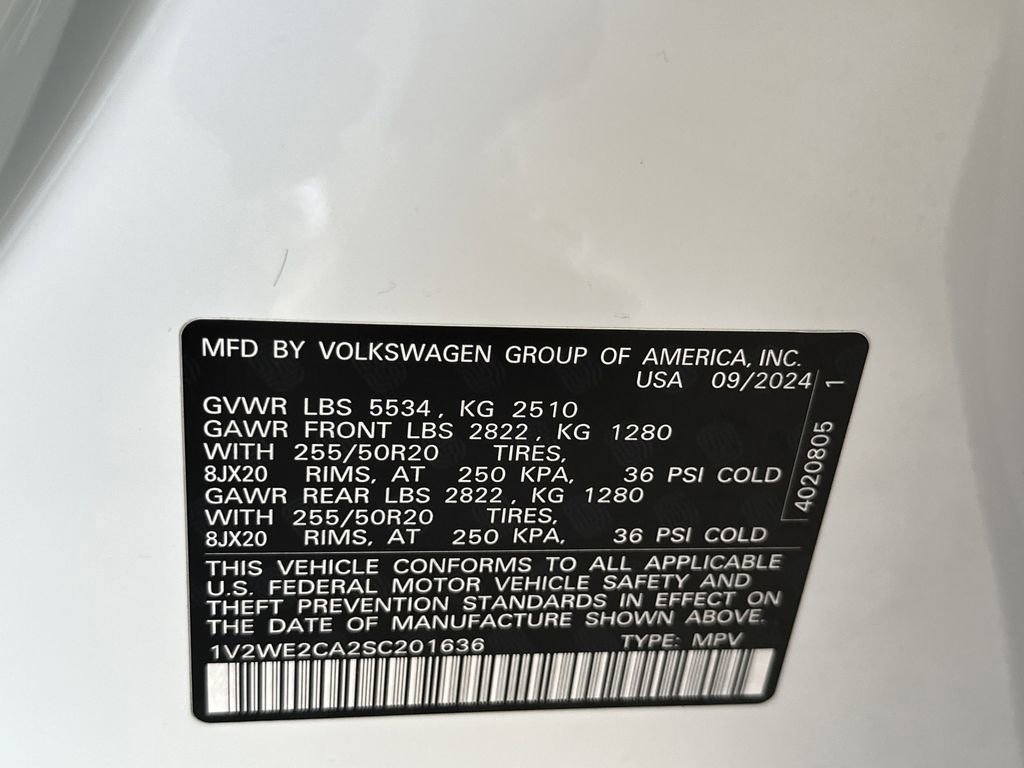 MFD BY VOLKSWAGEN GROUP OF AMERICA, INC.
USA 09/2024
GVWR LBS 5534, KG 2510
GAWR FRONT LBS 2822, KG 1280
WITH 255/50R20 TIRES,
8JX20 RIMS, AT 250 KPA, 36 PSI COLD
GAWR REAR LBS 2822, KG 1280
WITH 255/50R20 TIRES,
8JX20 RIMS, AT 250 KPA, 36 PSI COLD
4020805 1
THIS VEHICLE CONFORMS TO ALL APPLICABLE
U.S. FEDERAL MOTOR VEHICLE SAFETY AND
THEFT PREVENTION STANDARDS IN EFFECT ON
THE DATE OF MANUFACTURE SHOWN ABOVE.
1V2WE2CA2SC201636 TYPE: MPV